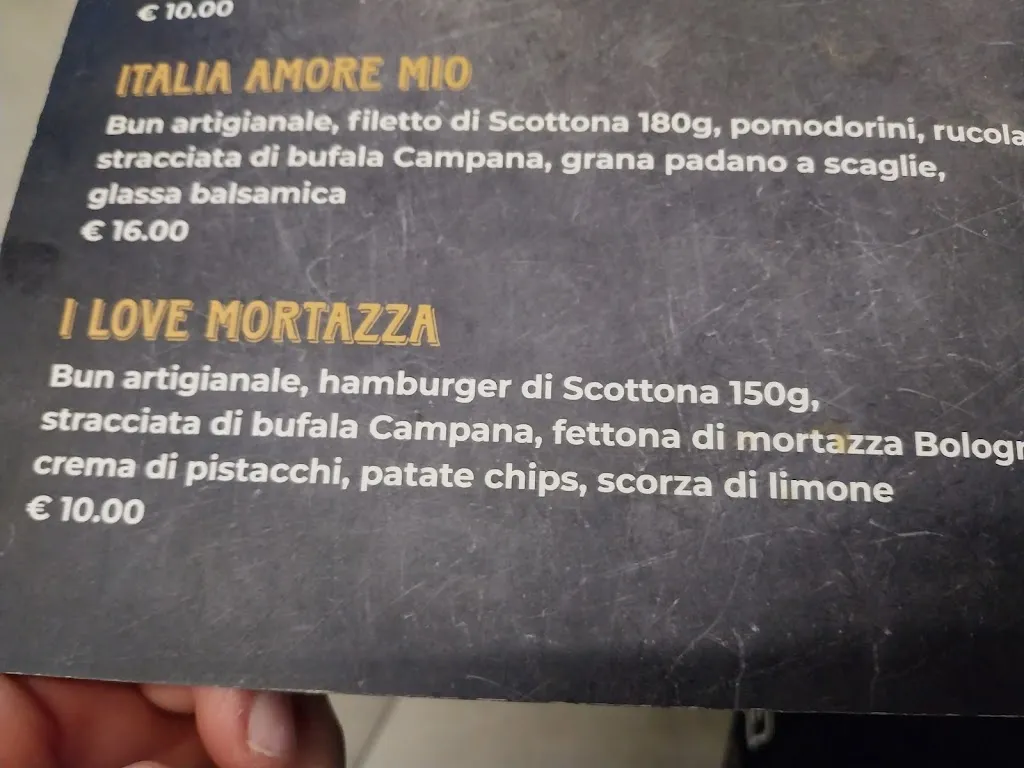 € 10.00
ITALIA AMORE MIO
Bun artigianale, filetto di Scottona 180g, pomodorini, rucola
stracciata di bufala Campana, grana padano a scaglie,
glassa balsamica
€ 16.00
I LOVE MORTAZZA
Bun artigianale, hamburger di Scottona 150g,
stracciata di bufala Campana, fettona di mortazza Bologn
crema di pistacchi, patate chips, scorza di limone
€ 10.00